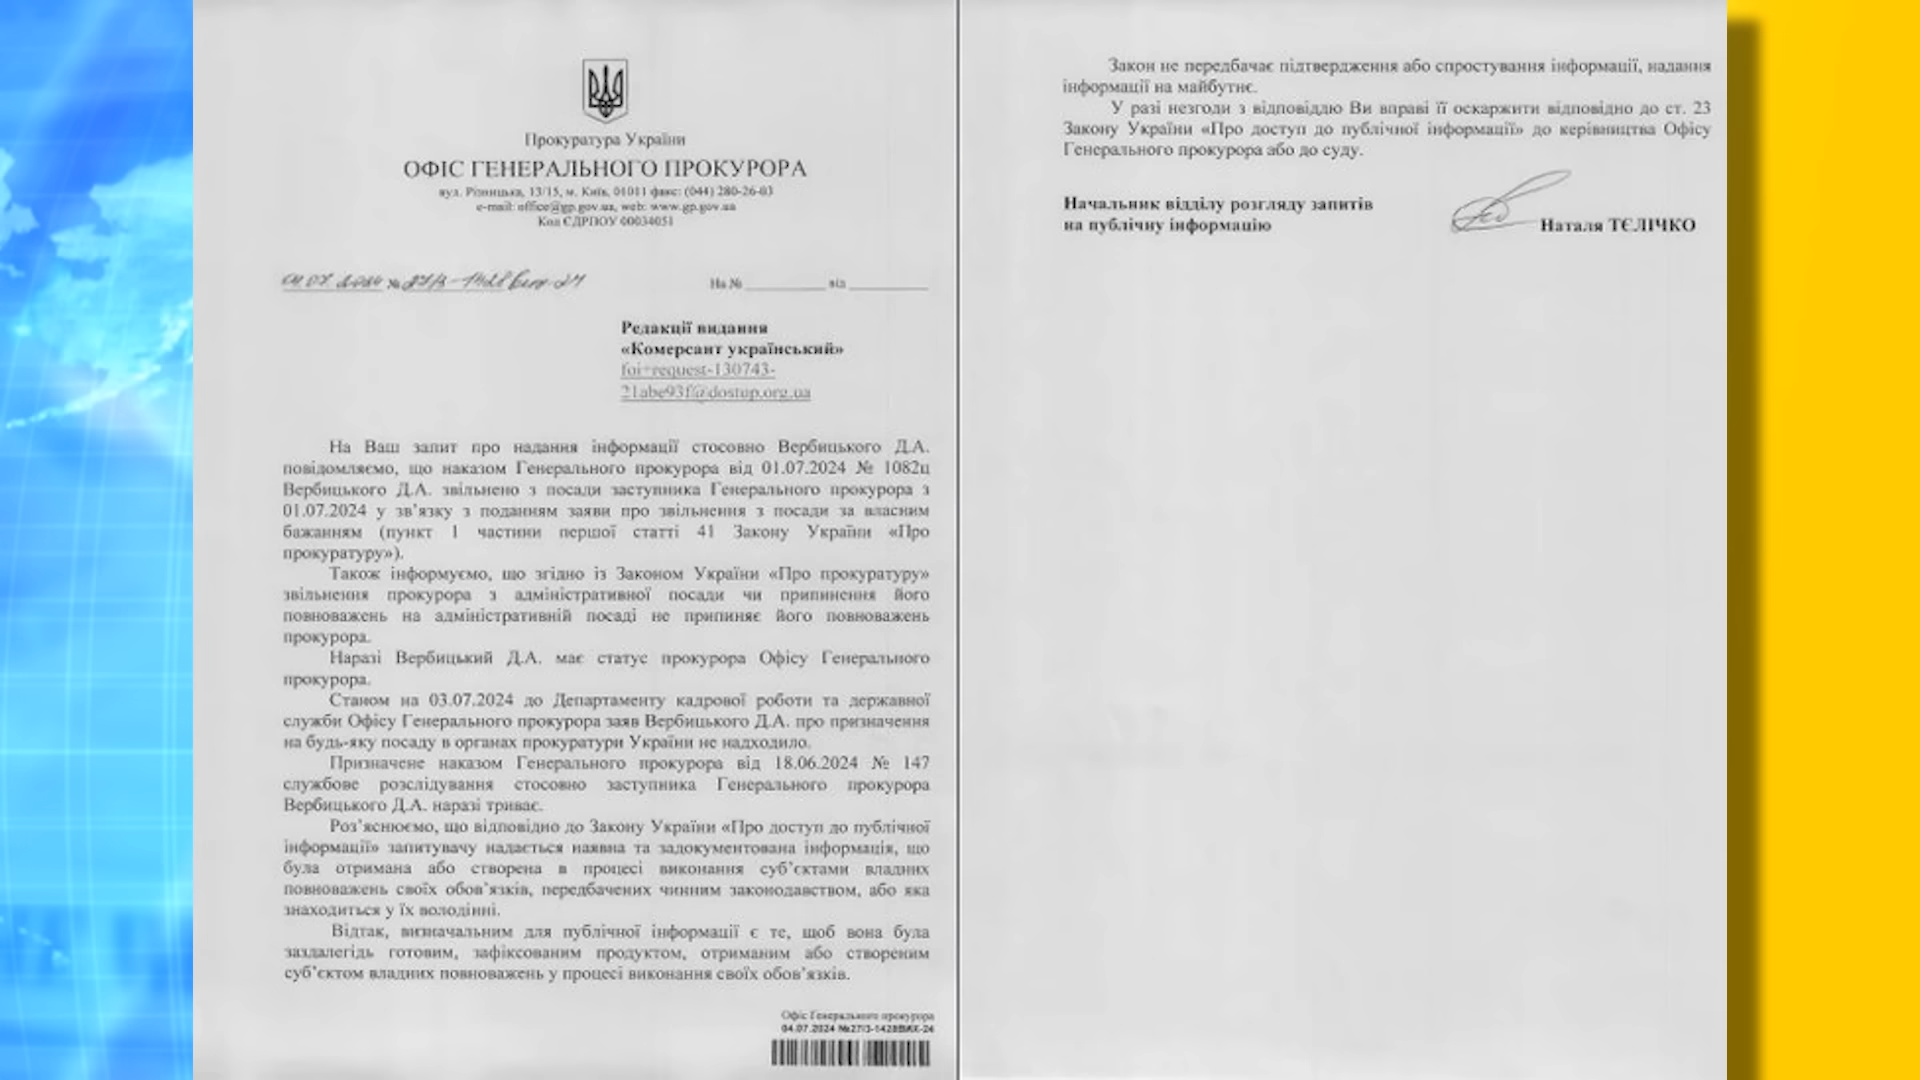 Прокуратура України
ОФІС ГЕНЕРАЛЬНОГО ПРОКУРОРА
вул. Різницька, 13/15, м. Київ, 01011 факс: (044) 280-26-03
e-mail: office@gp.gov.ua, web: www.gp.gov.ua
Код ЄДРПОУ 00034051
04.07.2024 № 27/3-1428вих-24 На № від
Редакції видання
«Комерсант український»
foi+request-130743-
21abe93f@dostup.org.ua
На Ваш запит про надання інформації стосовно Вербицького Д.А.
повідомляємо, що наказом Генерального прокурора від 01.07.2024 № 1082ц
Вербицького Д.А. звільнено з посади заступника Генерального прокурора з
01.07.2024 у зв’язку з поданням заяви про звільнення з посади за власним
бажанням (пункт 1 частини першої статті 41 Закону України «Про
прокуратуру»).
Також інформуємо, що згідно із Законом України «Про прокуратуру»
звільнення прокурора з адміністративної посади чи припинення його
повноважень на адміністративній посаді не припиняє його повноважень
прокурора.
Наразі Вербицький Д.А. має статус прокурора Офісу Генерального
прокурора.
Станом на 03.07.2024 до Департаменту кадрової роботи та державної
служби Офісу Генерального прокурора заяв Вербицького Д.А. про призначення
на будь-яку посаду в органах прокуратури України не надходило.
Призначене наказом Генерального прокурора від 18.06.2024 № 147
службове розслідування стосовно заступника Генерального прокурора
Вербицького Д.А. наразі триває.
Роз’яснюємо, що відповідно до Закону України «Про доступ до публічної
інформації» запитувачу надається наявна та задокументована інформація, що
була отримана або створена в процесі виконання суб’єктами владних
повноважень своїх обов’язків, передбачених чинним законодавством, або яка
знаходиться у їх володінні.
Відтак, визначальним для публічної інформації є те, щоб вона була
заздалегідь готовим, зафіксованим продуктом, отриманим або створеним
суб’єктом владних повноважень у процесі виконання своїх обов’язків.
Офіс Генерального прокурора
04.07.2024 №27/3-1428ВИХ-24
Закон не передбачає підтвердження або спростування інформації, надання
інформації на майбутнє.
У разі незгоди з відповіддю Ви вправі її оскаржити відповідно до ст. 23
Закону України «Про доступ до публічної інформації» до керівництва Офісу
Генерального прокурора або до суду.
Начальник відділу розгляду запитів
на публічну інформацію Наталя ТЄЛІЧКО